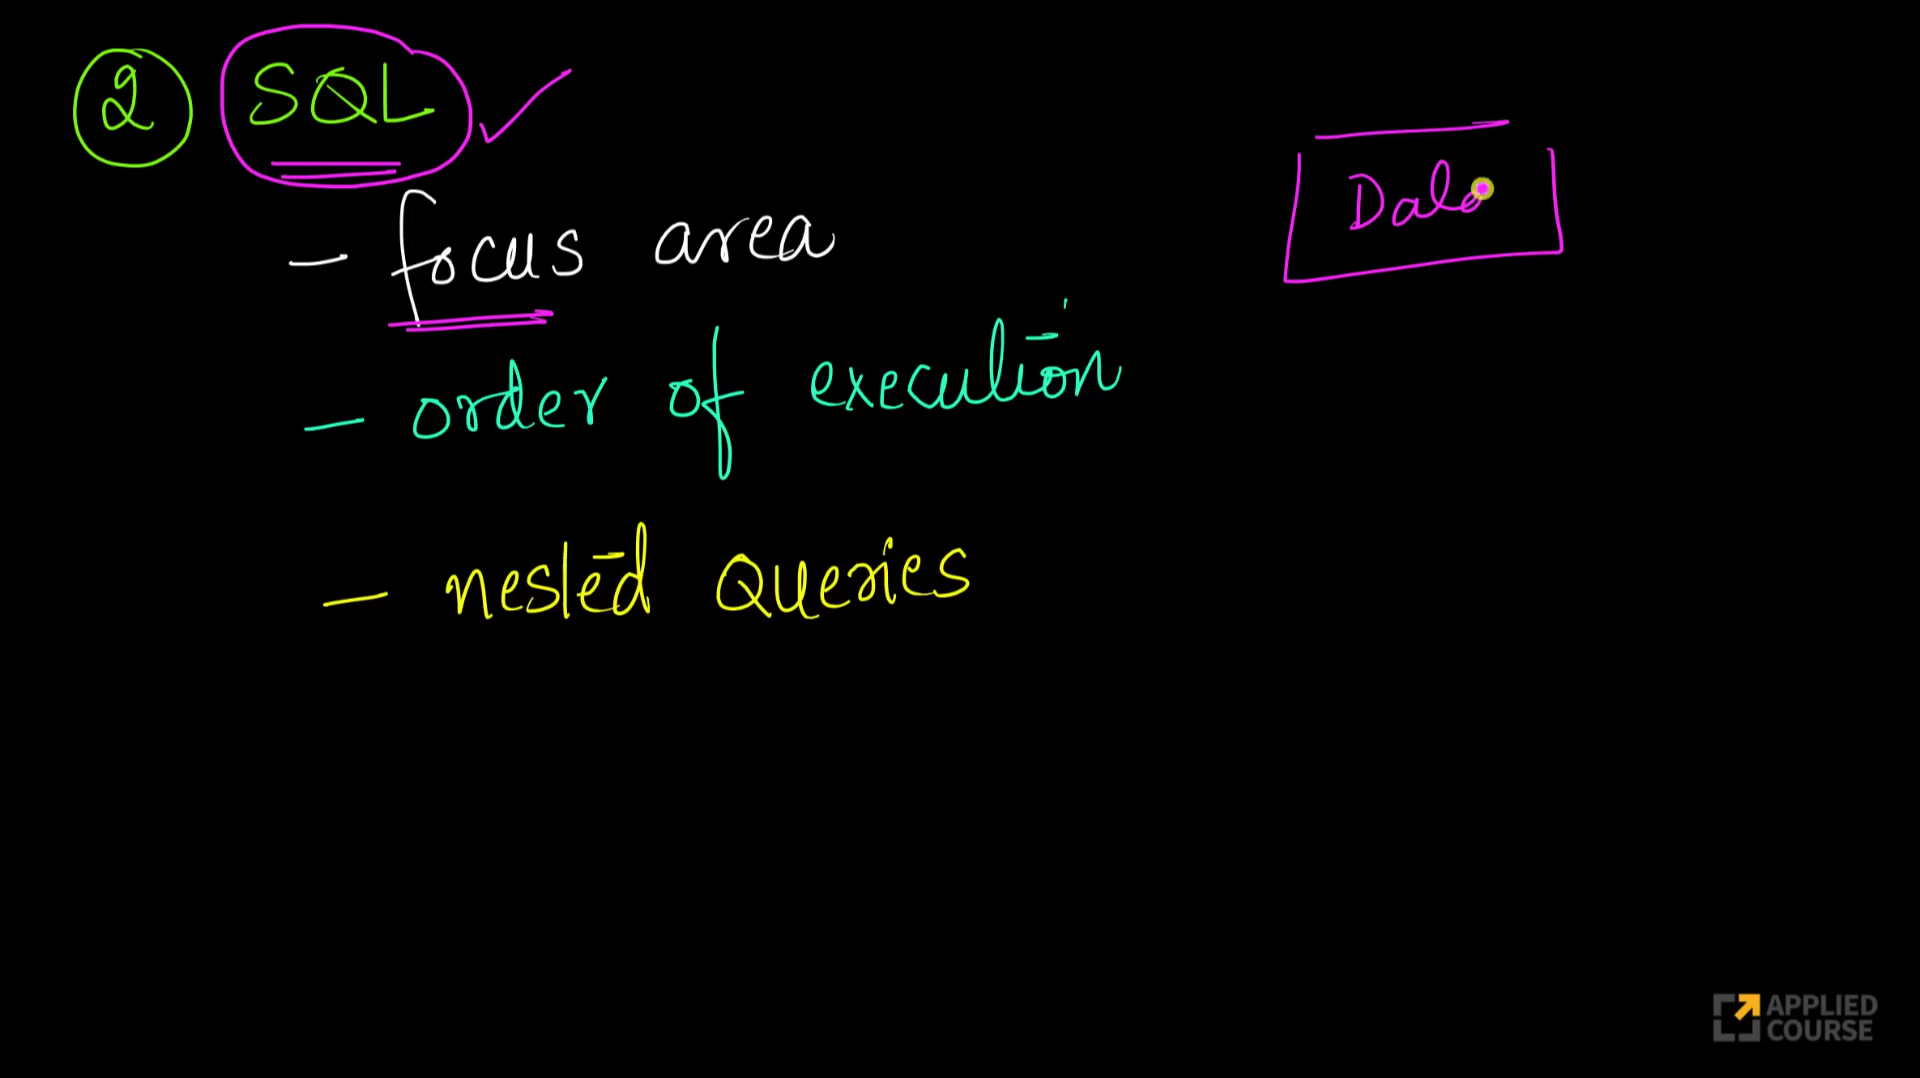 2 SQL
Data
- focus area
- order of execution
- nested Queries
APPLIED
COURSE